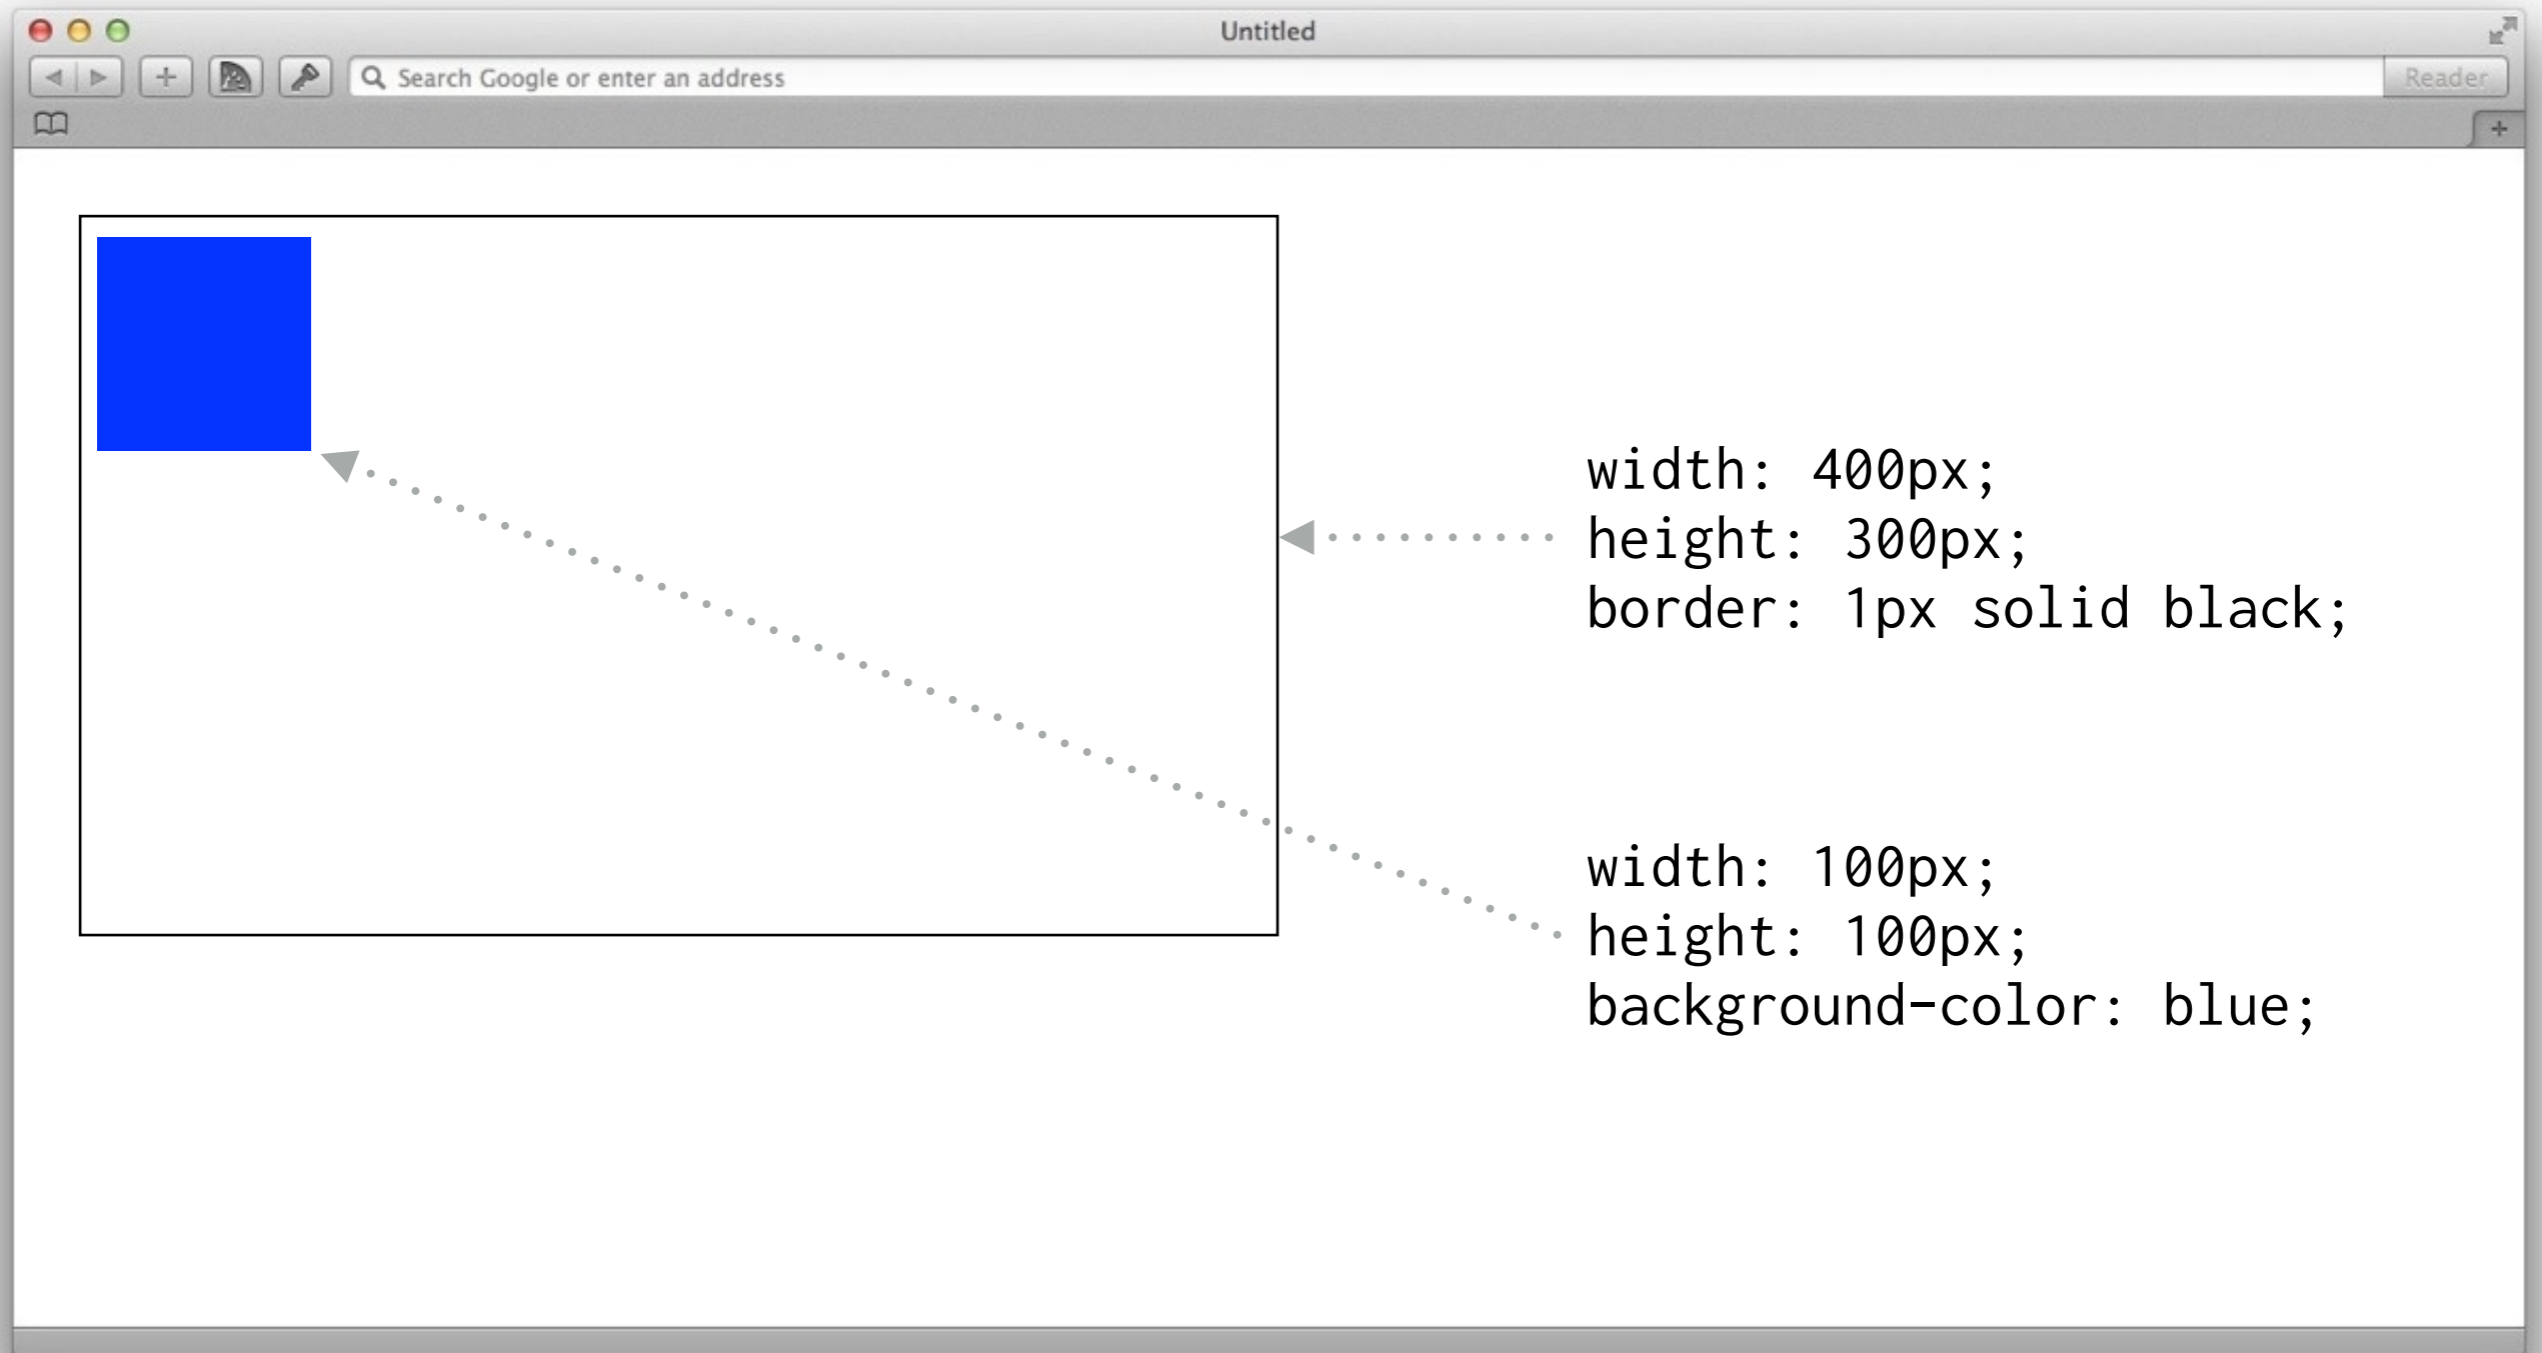 Untitled
Search Google or enter an address
Reader
width: 400px;
height: 300px;
border: 1px solid black;
width: 100px;
height: 100px;
background-color: blue;